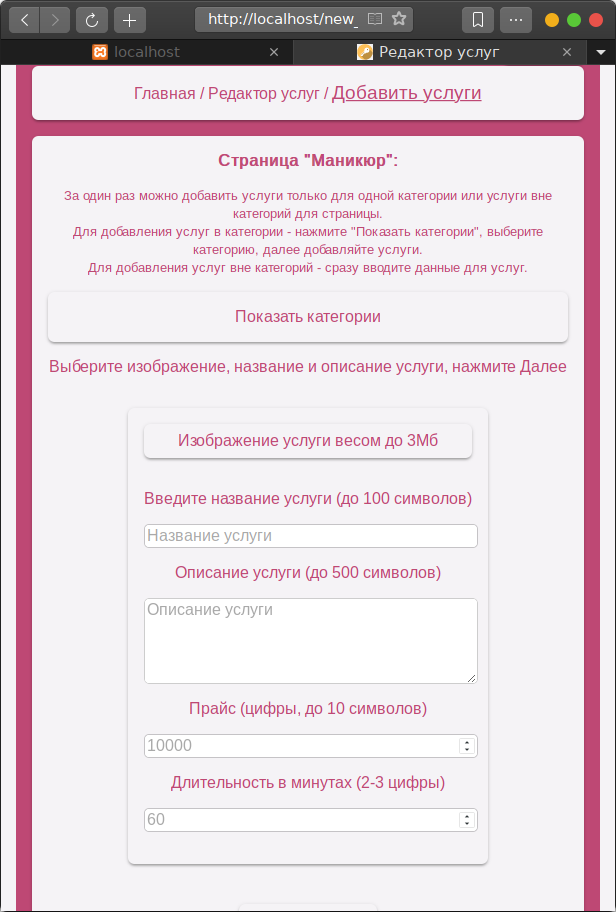 http://localhost/new_
localhost
Редактор услуг
Главная / Редактор услуг / Добавить услуги
Страница "Маникюр":
За один раз можно добавить услуги только для одной категории или услуги вне
категорий для страницы.
Для добавления услуг в категории - нажмите "Показать категории", выберите
категорию, далее добавляйте услуги.
Для добавления услуг вне категорий - сразу вводите данные для услуг.
Показать категории
Выберите изображение, название и описание услуги, нажмите Далее
Изображение услуги весом до 3Мб
Введите название услуги (до 100 символов)
Название услуги
Описание услуги (до 500 символов)
Описание услуги
Прайс (цифры, до 10 символов)
10000
Длительность в минутах (2-3 цифры)
60